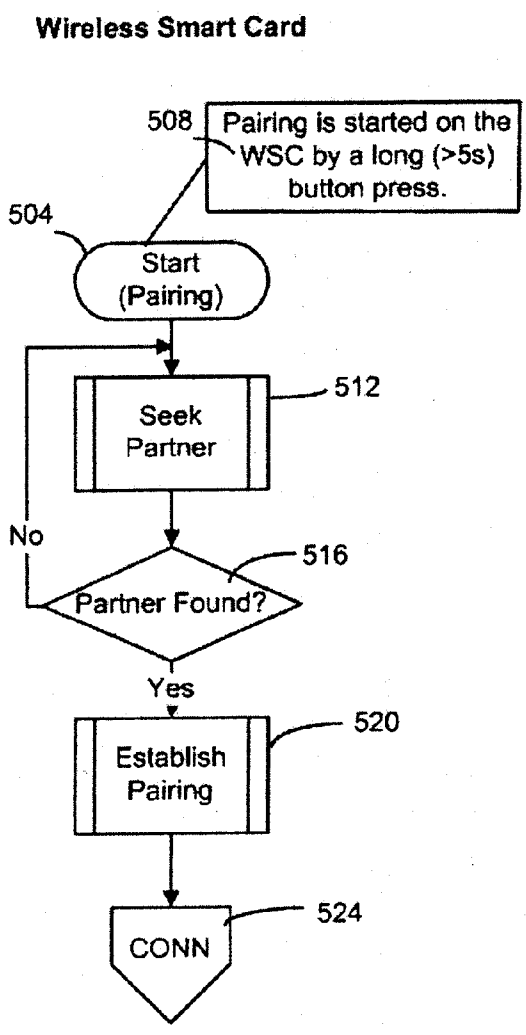 Wireless Smart Card
508
Pairing is started on the
WSC by a long (>5s)
button press.
504
Start
(Pairing)
512
Seek
Partner
No
516
Partner Found?
Yes
520
Establish
Pairing
524
CONN